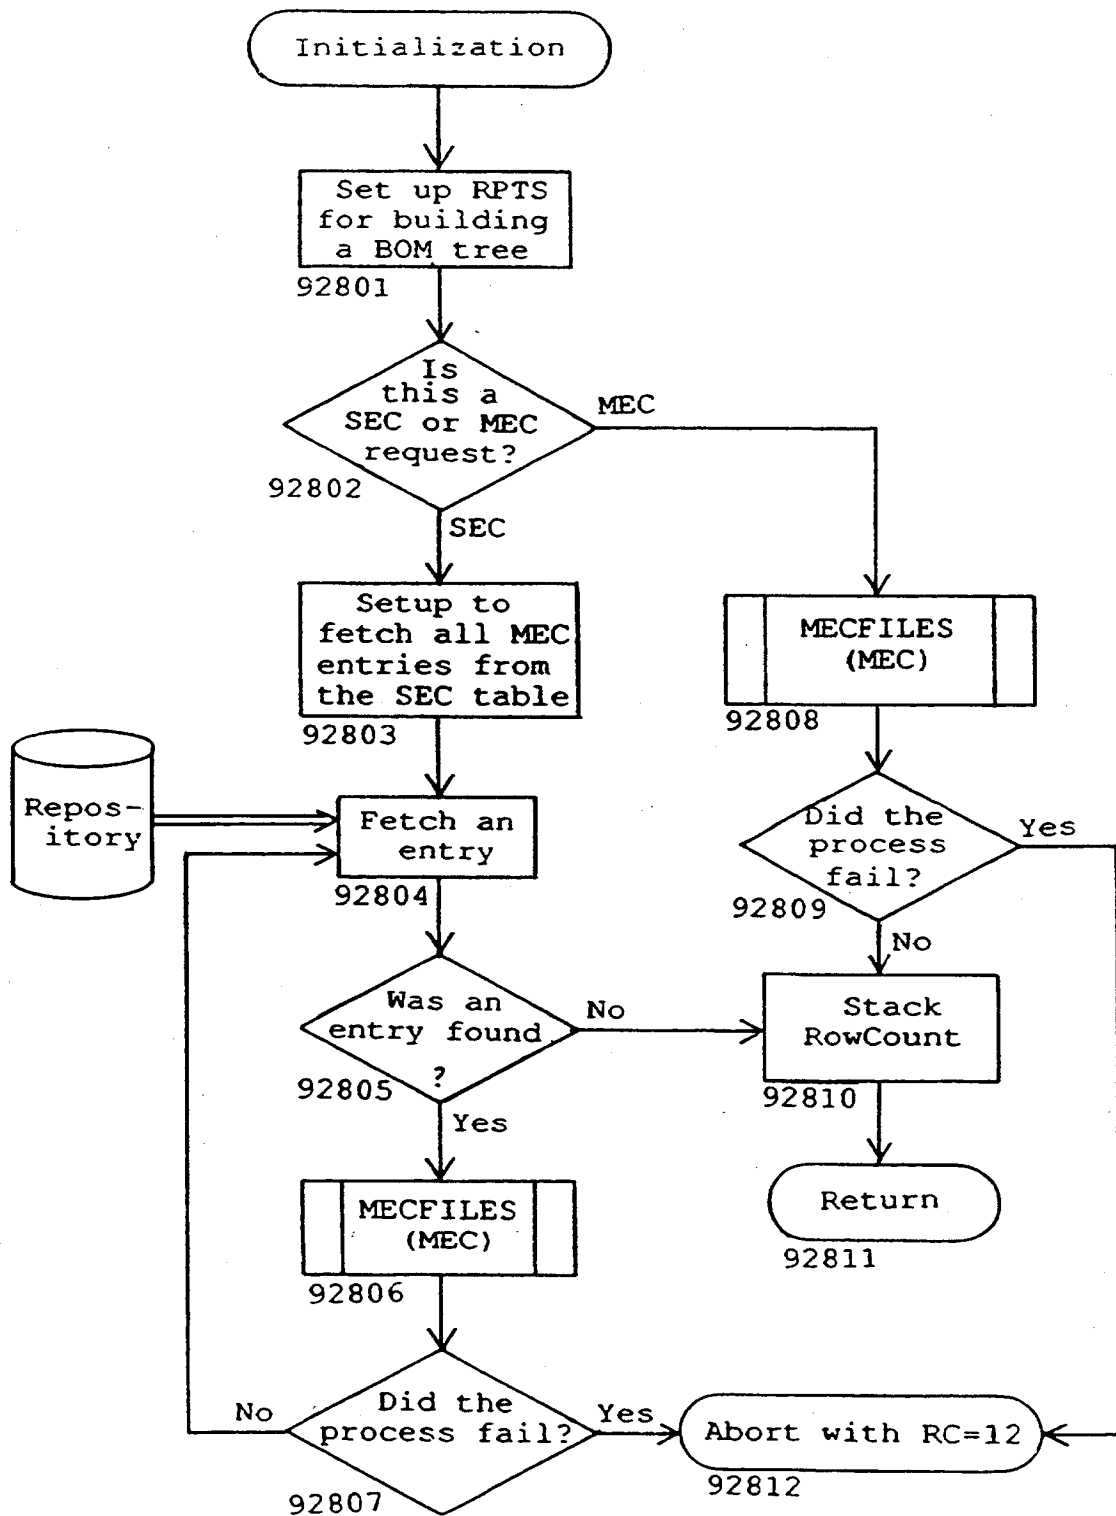 Initialization
Set up RPTS
for building
a BOM tree
92801
Is
this a
SEC or MEC
request?
92802
MEC
SEC
Setup to
fetch all MEC
entries from
the SEC table
92803
MECFILES
(MEC)
92808
Repos-
itory
Fetch an
entry
92804
Did the
process
fail?
92809
Yes
No
Was an
entry found
?
92805
No
Stack
RowCount
92810
Yes
MECFILES
(MEC)
92806
Return
92811
Did the
process fail?
92807
No
Yes
Abort with RC=12
92812